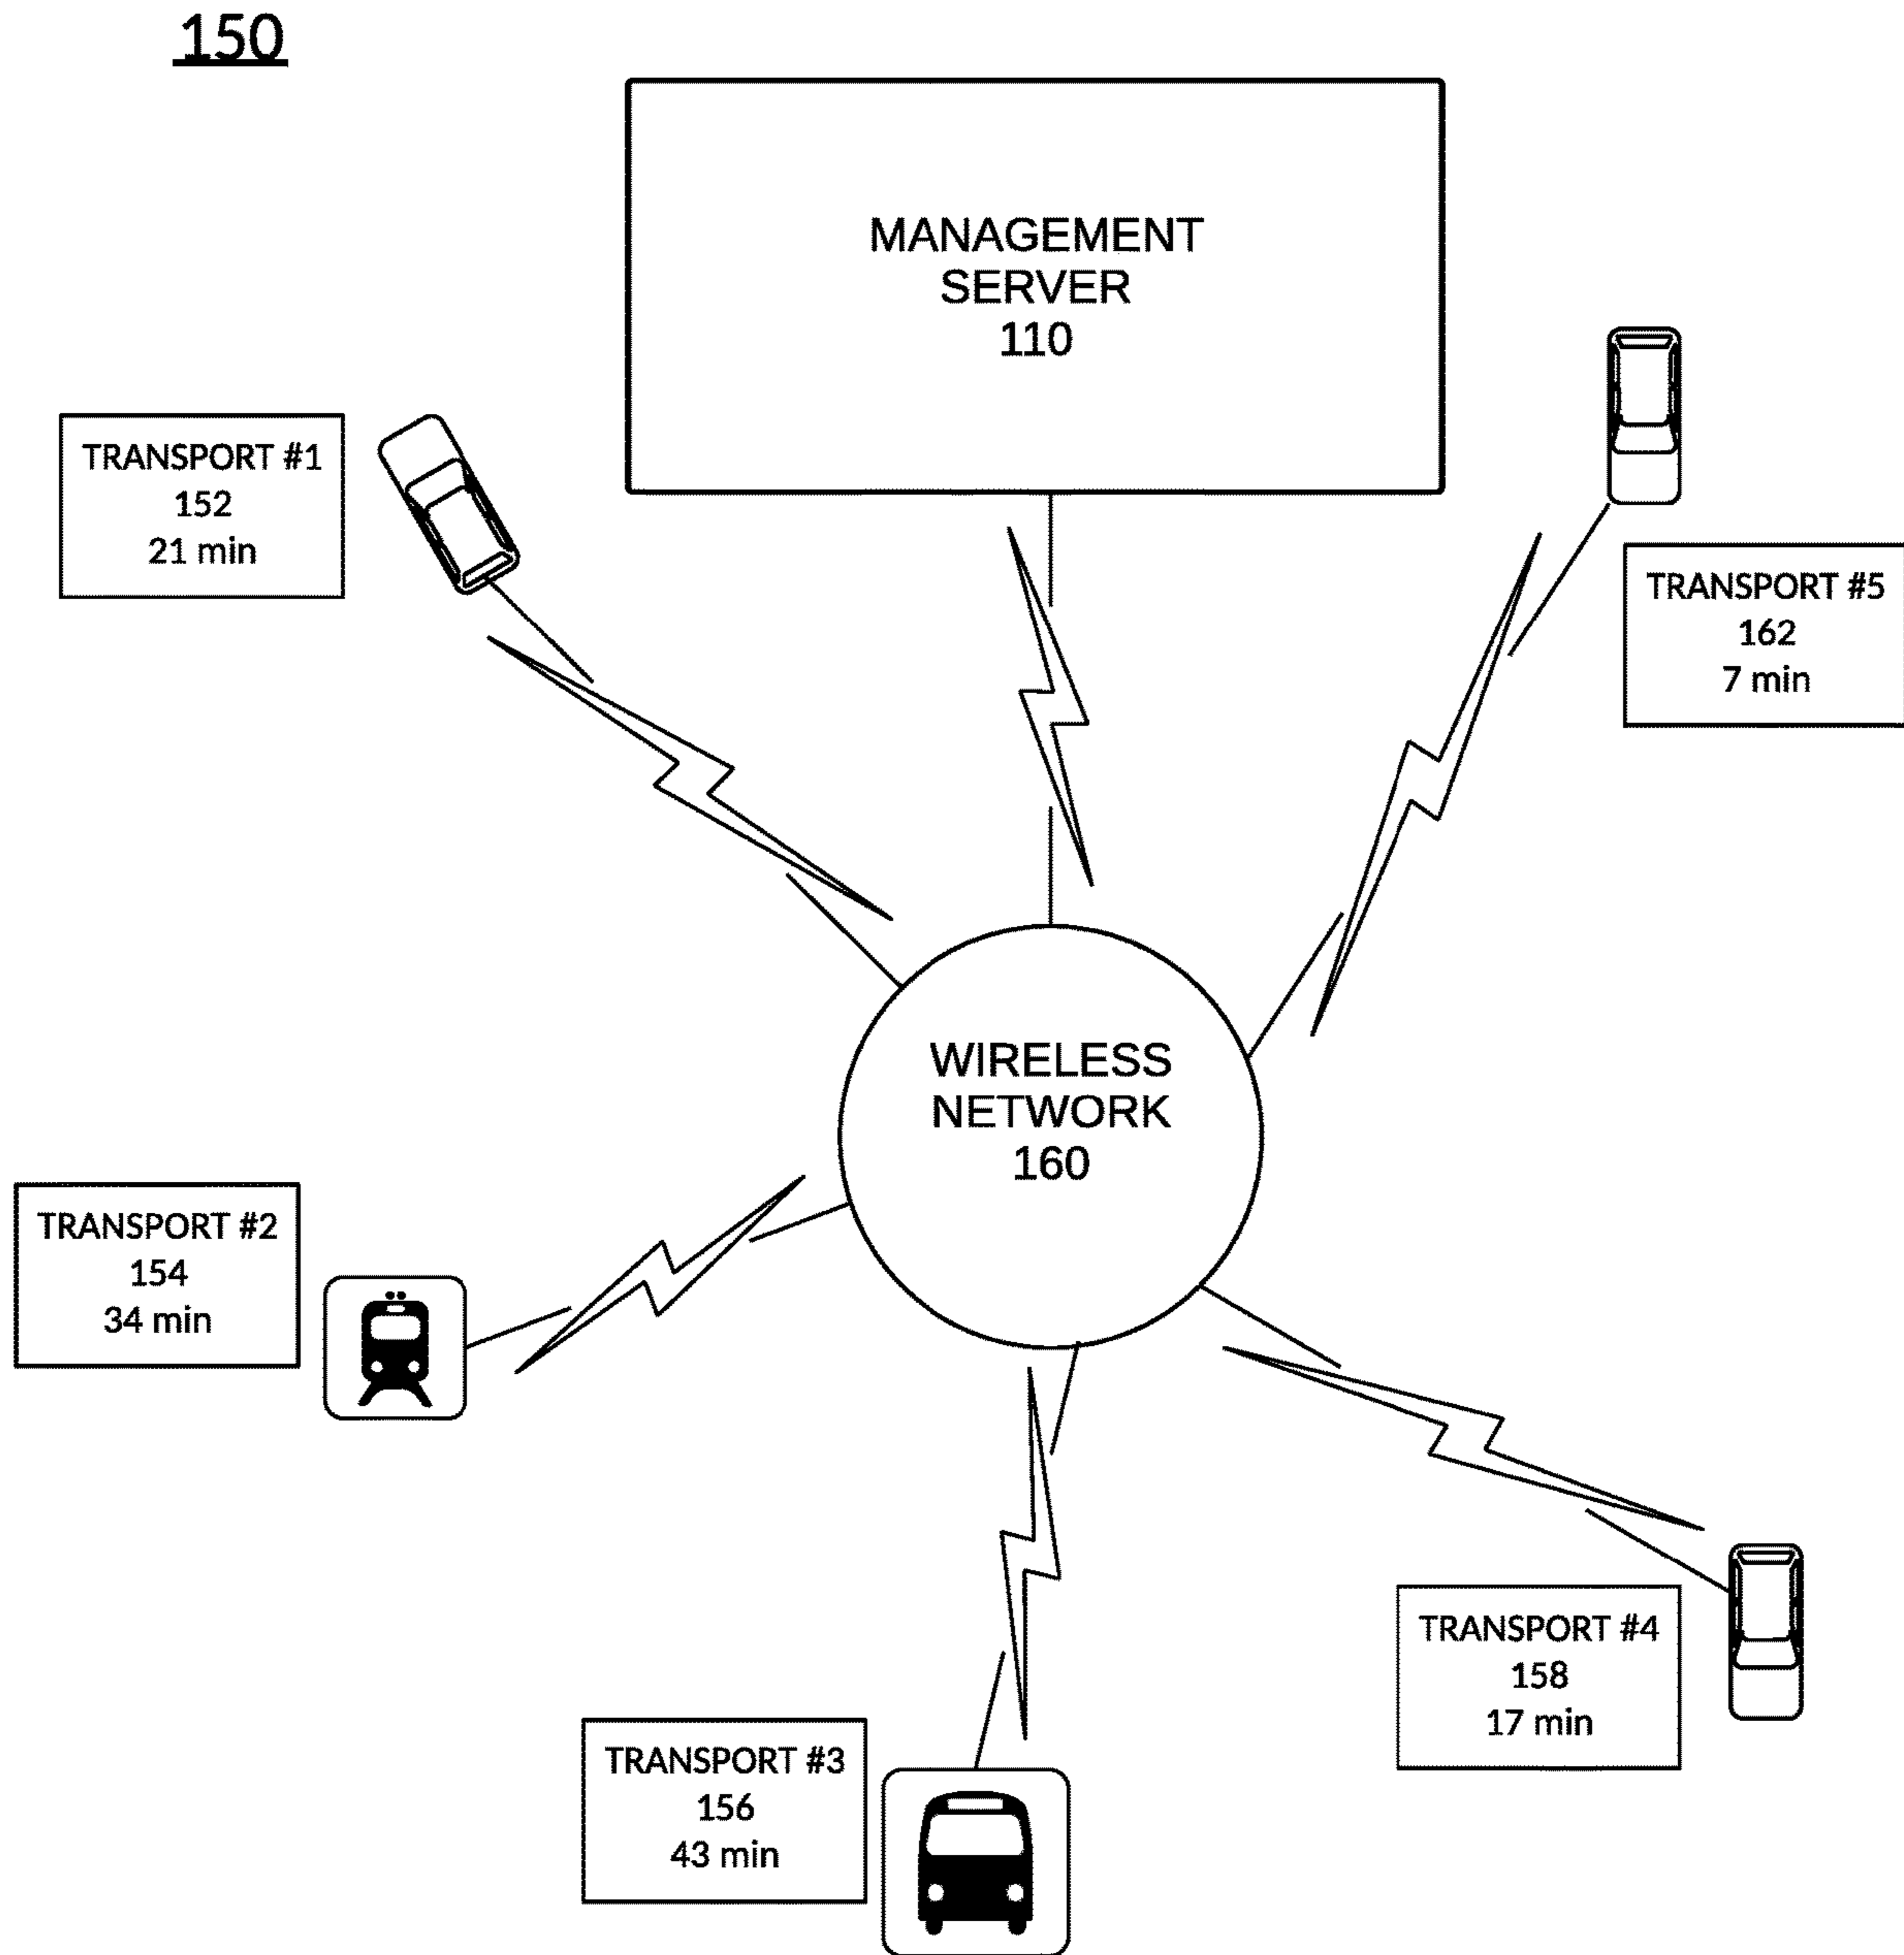 150
MANAGEMENT
SERVER
110
TRANSPORT #1
152
21 min
TRANSPORT #5
162
7 min
WIRELESS
NETWORK
160
TRANSPORT #2
154
34 min
TRANSPORT #4
158
17 min
TRANSPORT #3
156
43 min